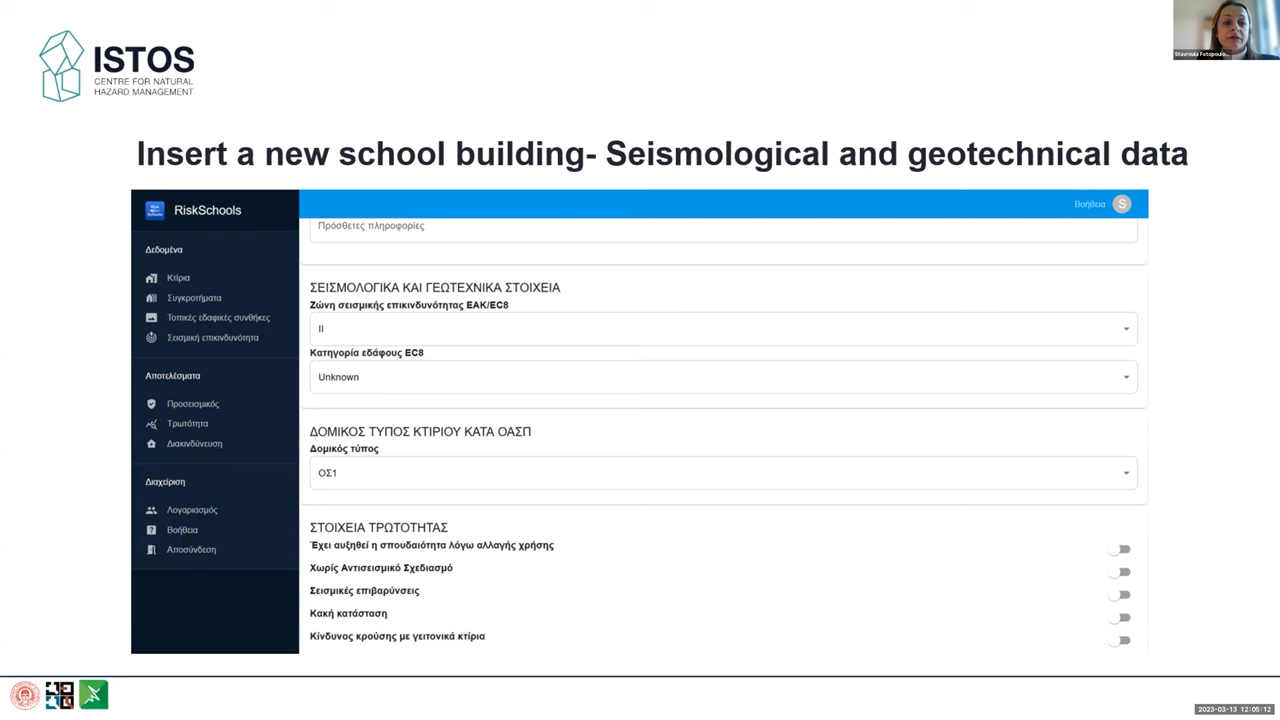 Stavroula Fotopoulo...
ISTOS
CENTRE FOR NATURAL
HAZARD MANAGEMENT
Insert a new school building- Seismological and geotechnical data
RiskSchools
Βοήθεια S
Δεδομένα
Κτίρια
Συγκροτήματα
Τοπικές εδαφικές συνθήκες
Σεισμική επικινδυνότητα
Αποτελέσματα
Προσεισμικός
Τρωτότητα
Διακινδύνευση
Διαχείριση
Λογαριασμός
Βοήθεια
Αποσύνδεση
Πρόσθετες πληροφορίες
ΣΕΙΣΜΟΛΟΓΙΚΑ ΚΑΙ ΓΕΩΤΕΧΝΙΚΑ ΣΤΟΙΧΕΙΑ
Ζώνη σεισμικής επικινδυνότητας ΕΑΚ/EC8
II
Κατηγορία εδάφους EC8
Unknown
ΔΟΜΙΚΟΣ ΤΥΠΟΣ ΚΤΙΡΙΟΥ ΚΑΤΑ ΟΑΣΠ
Δομικός τύπος
ΟΣ1
ΣΤΟΙΧΕΙΑ ΤΡΩΤΟΤΗΤΑΣ
Έχει αυξηθεί η σπουδαιότητα λόγω αλλαγής χρήσης
Χωρίς Αντισεισμικό Σχεδιασμό
Σεισμικές επιβαρύνσεις
Κακή κατάσταση
Κίνδυνος κρούσης με γειτονικά κτίρια
2023-03-13 12:05:12